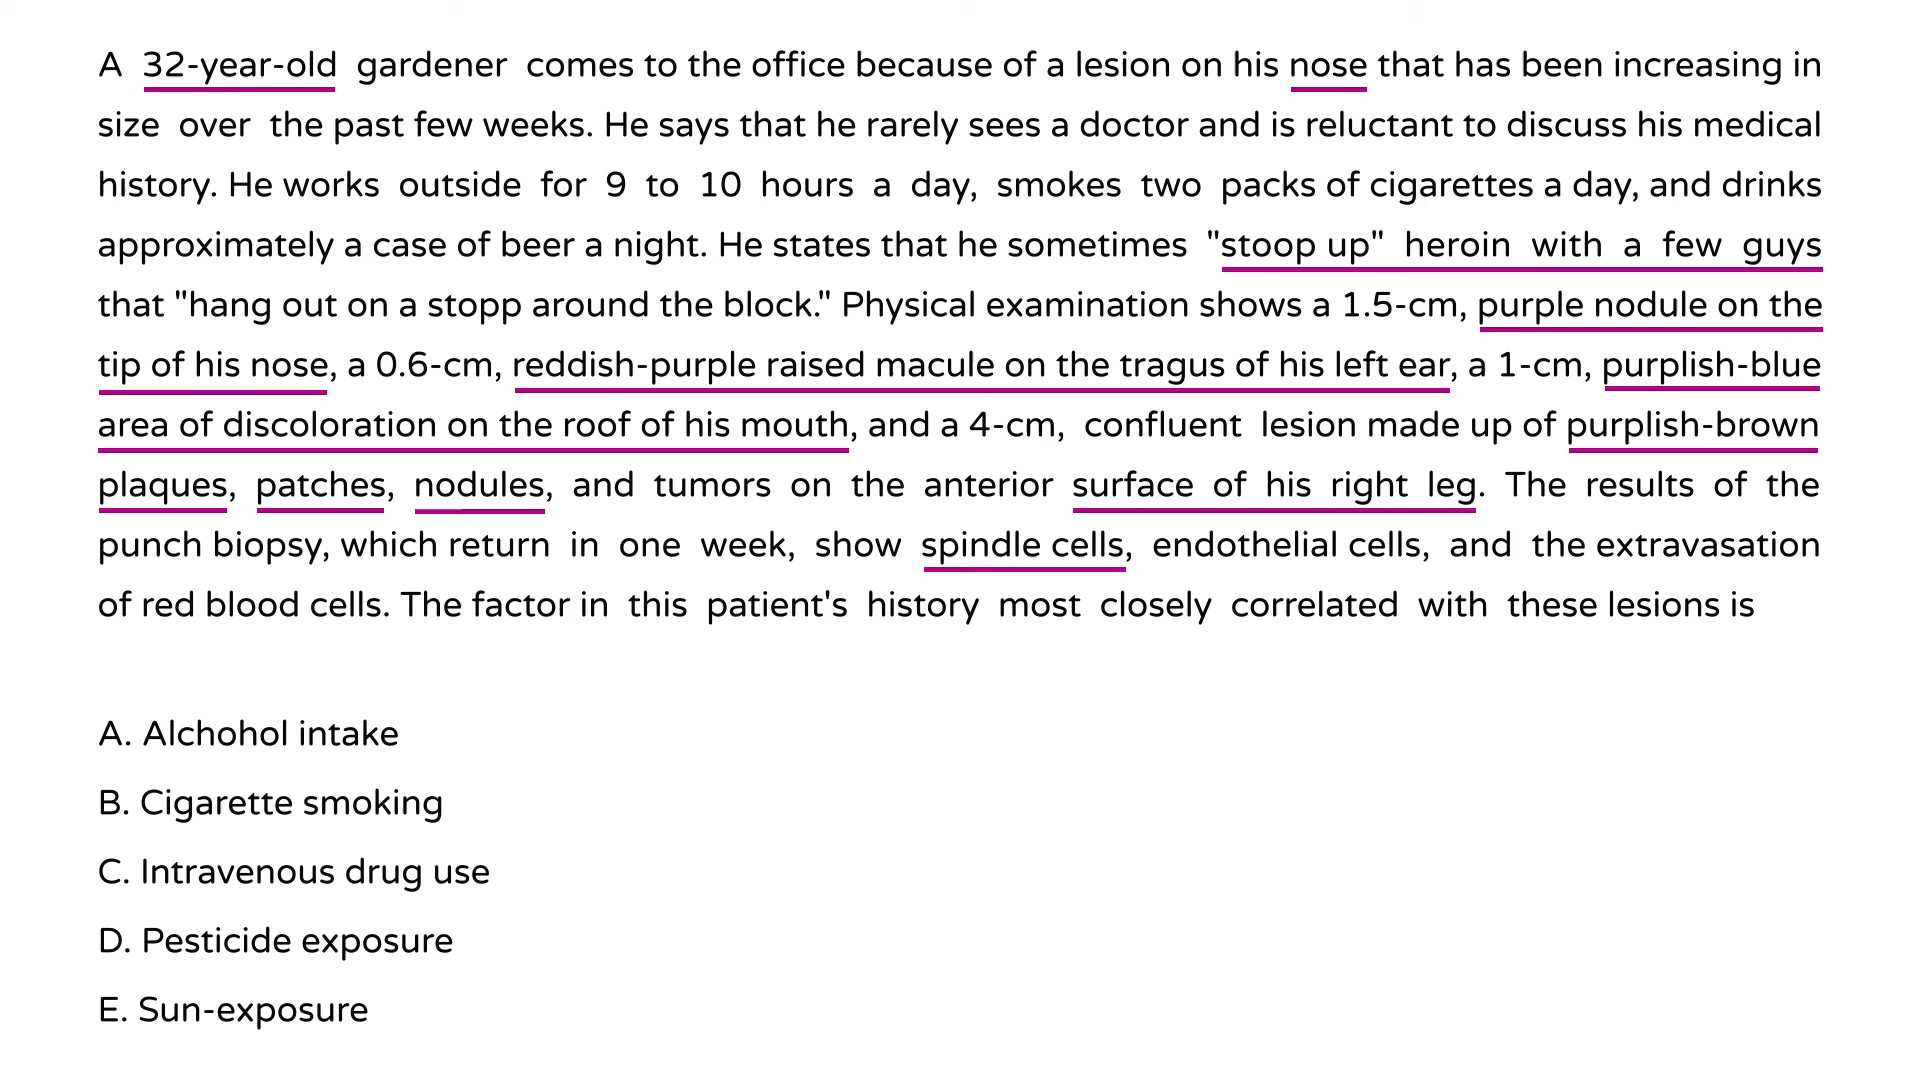 A 32-year-old gardener comes to the office because of a lesion on his nose that has been increasing in
size over the past few weeks. He says that he rarely sees a doctor and is reluctant to discuss his medical
history. He works outside for 9 to 10 hours a day, smokes two packs of cigarettes a day, and drinks
approximately a case of beer a night. He states that he sometimes "stoop up" heroin with a few guys
that "hang out on a stopp around the block." Physical examination shows a 1.5-cm, purple nodule on the
tip of his nose, a 0.6-cm, reddish-purple raised macule on the tragus of his left ear, a 1-cm, purplish-blue
area of discoloration on the roof of his mouth, and a 4-cm, confluent lesion made up of purplish-brown
plaques, patches, nodules, and tumors on the anterior surface of his right leg. The results of the
punch biopsy, which return in one week, show spindle cells, endothelial cells, and the extravasation
of red blood cells. The factor in this patient's history most closely correlated with these lesions is
A. Alchohol intake
B. Cigarette smoking
C. Intravenous drug use
D. Pesticide exposure
E. Sun-exposure